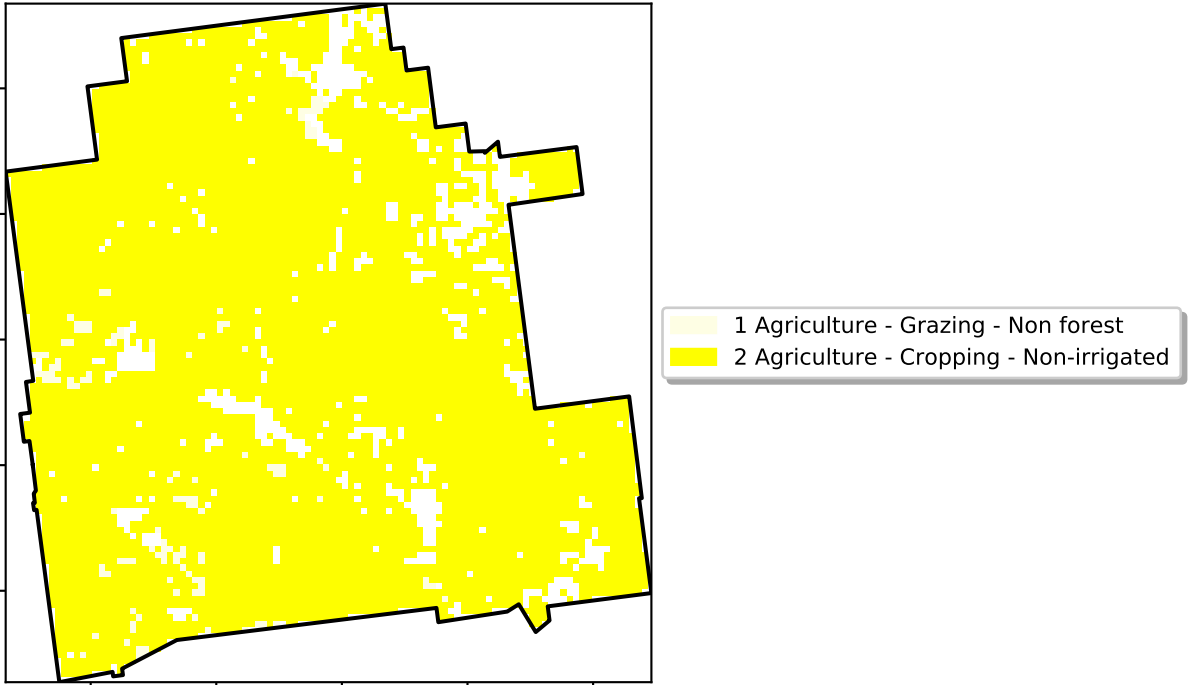 1 Agriculture - Grazing - Non forest
2 Agriculture - Cropping - Non-irrigated